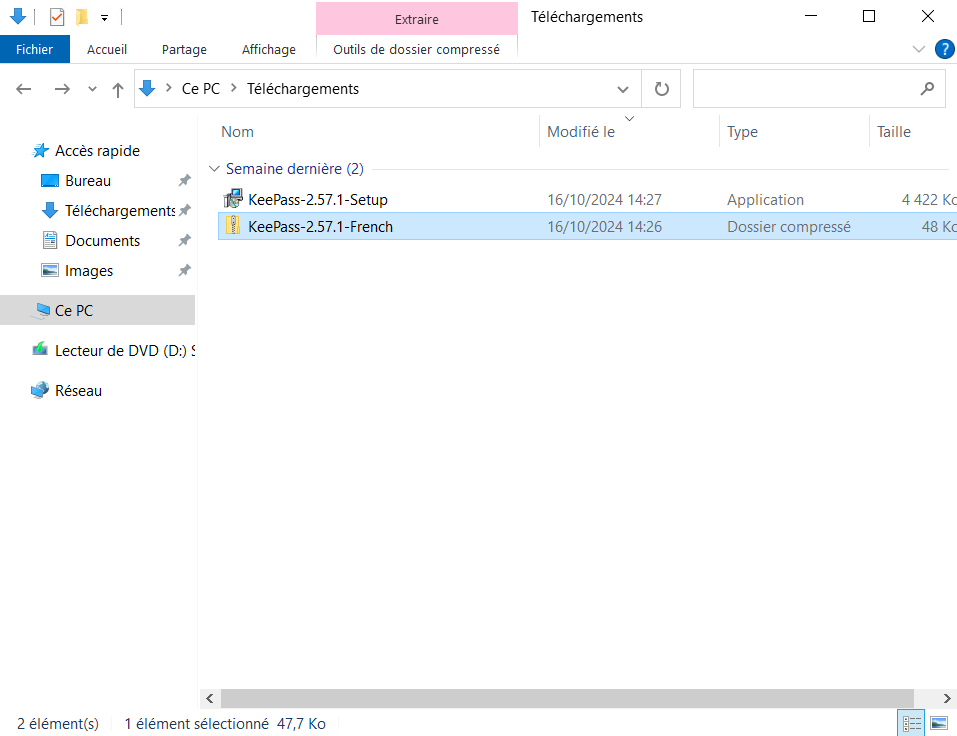 Extraire
Téléchargements
Fichier
Accueil
Partage
Affichage
Outils de dossier compressé
?
Ce PC > Téléchargements
Nom
Modifié le
Type
Taille
Accès rapide
Bureau
Téléchargements
Documents
Images
Ce PC
Lecteur de DVD (D:) S
Réseau
Semaine dernière (2)
KeePass-2.57.1-Setup 16/10/2024 14:27 Application 4 422 Ko
KeePass-2.57.1-French 16/10/2024 14:26 Dossier compressé 48 Ko
2 élément(s) 1 élément sélectionné 47,7 Ko